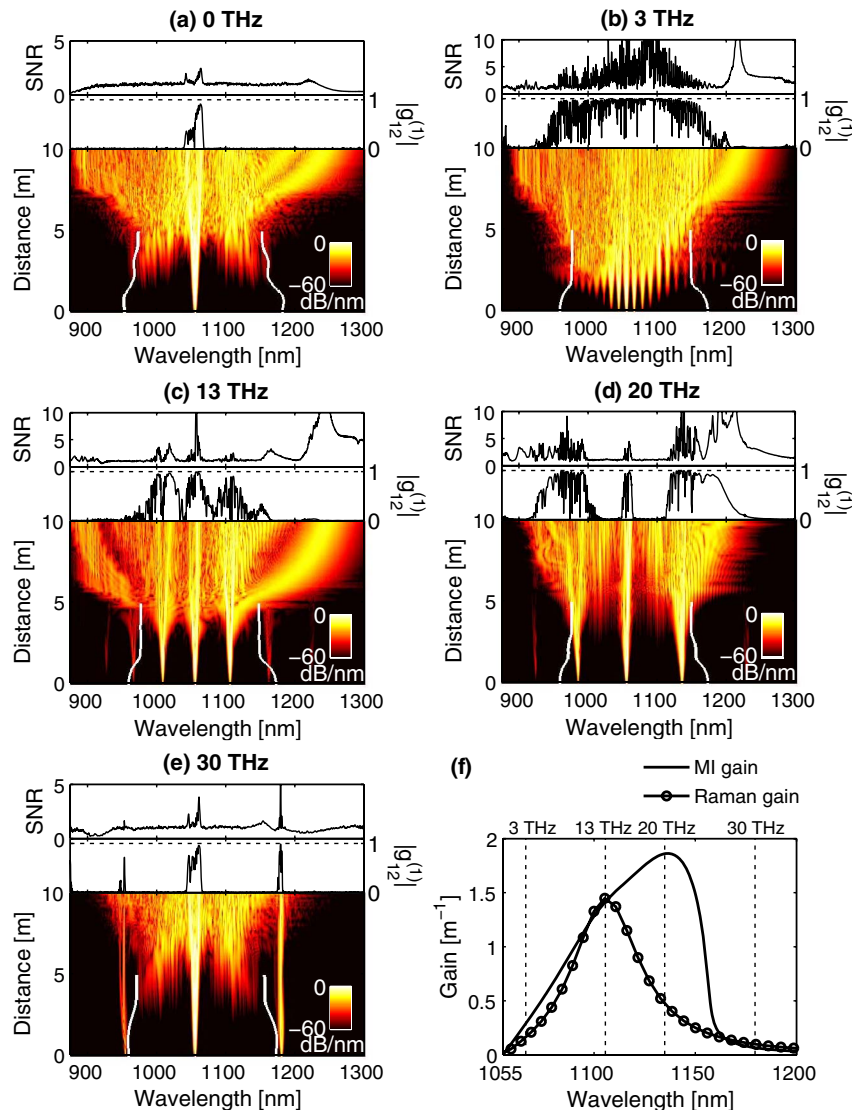 (a) 0 THz
SNR
5
0
1
0
|g12^(1)|
Distance [m]
10
5
0
0
−60
dB/nm
900 1000 1100 1200 1300
Wavelength [nm]
(b) 3 THz
SNR
10
5
0
1
0
|g12^(1)|
Distance [m]
10
5
0
0
−60
dB/nm
900 1000 1100 1200 1300
Wavelength [nm]
(c) 13 THz
SNR
10
5
0
1
0
|g12^(1)|
Distance [m]
10
5
0
0
−60
dB/nm
900 1000 1100 1200 1300
Wavelength [nm]
(d) 20 THz
SNR
10
5
0
1
0
|g12^(1)|
Distance [m]
10
5
0
0
−60
dB/nm
900 1000 1100 1200 1300
Wavelength [nm]
(e) 30 THz
SNR
5
0
1
0
|g12^(1)|
Distance [m]
10
5
0
0
−60
dB/nm
900 1000 1100 1200 1300
Wavelength [nm]
(f)
MI gain
Raman gain
3 THz 13 THz 20 THz 30 THz
Gain [m⁻¹]
2
1.5
1
0.5
0
1055 1100 1150 1200
Wavelength [nm]